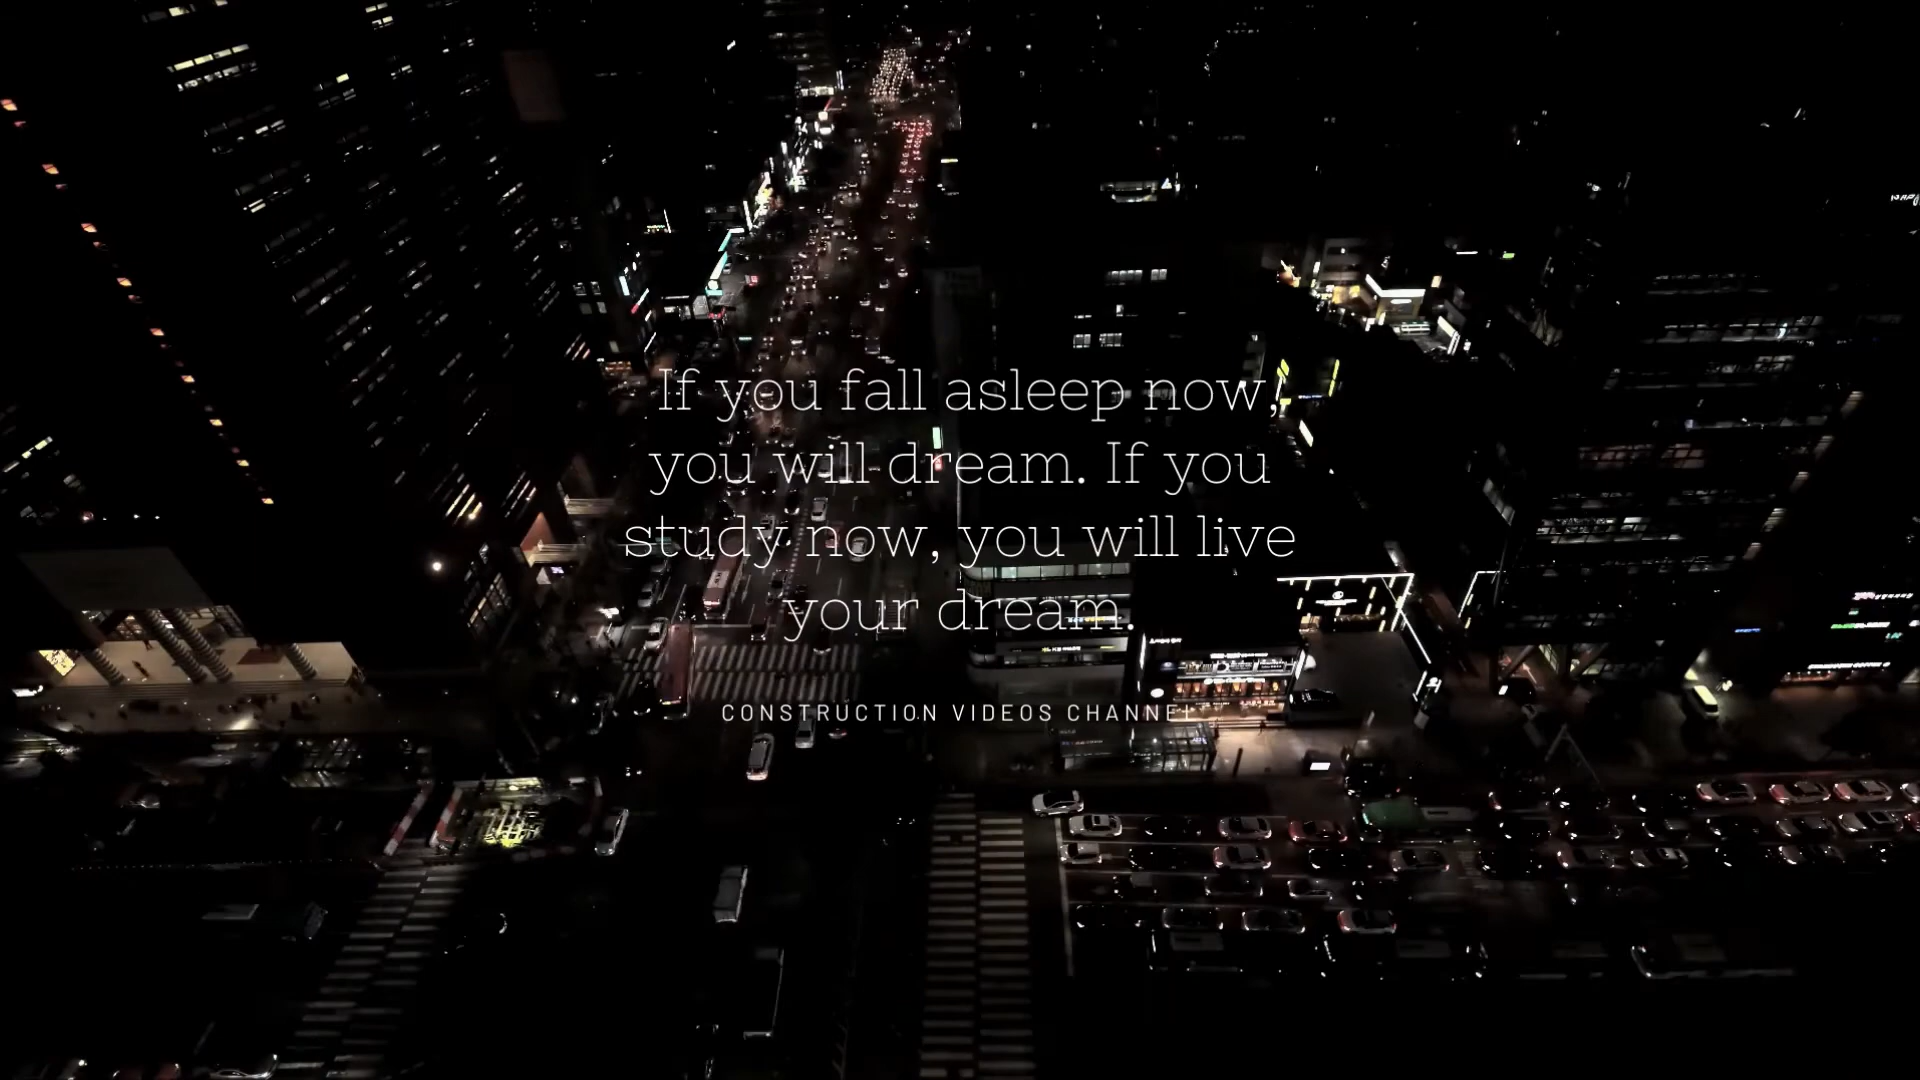 If you fall asleep now,
you will dream. If you
study now, you will live
your dream.
CONSTRUCTION VIDEOS CHANNEL